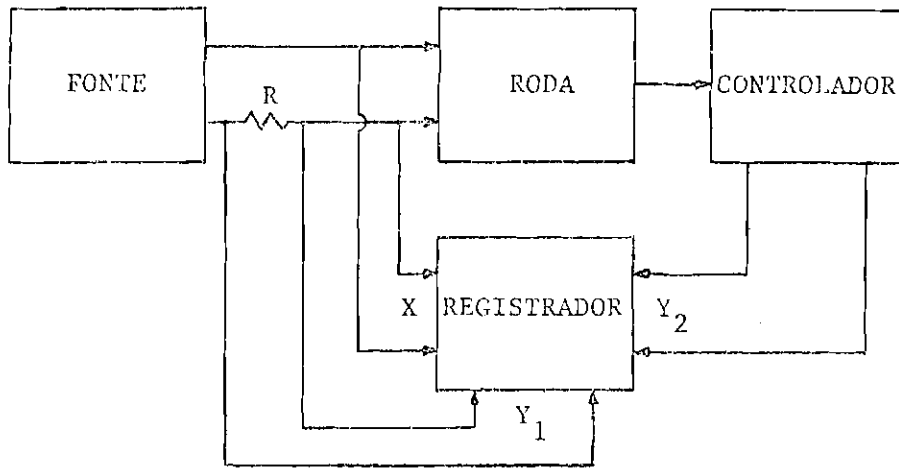 FONTE
R
RODA
CONTROLADOR
X
REGISTRADOR
Y2
Y1